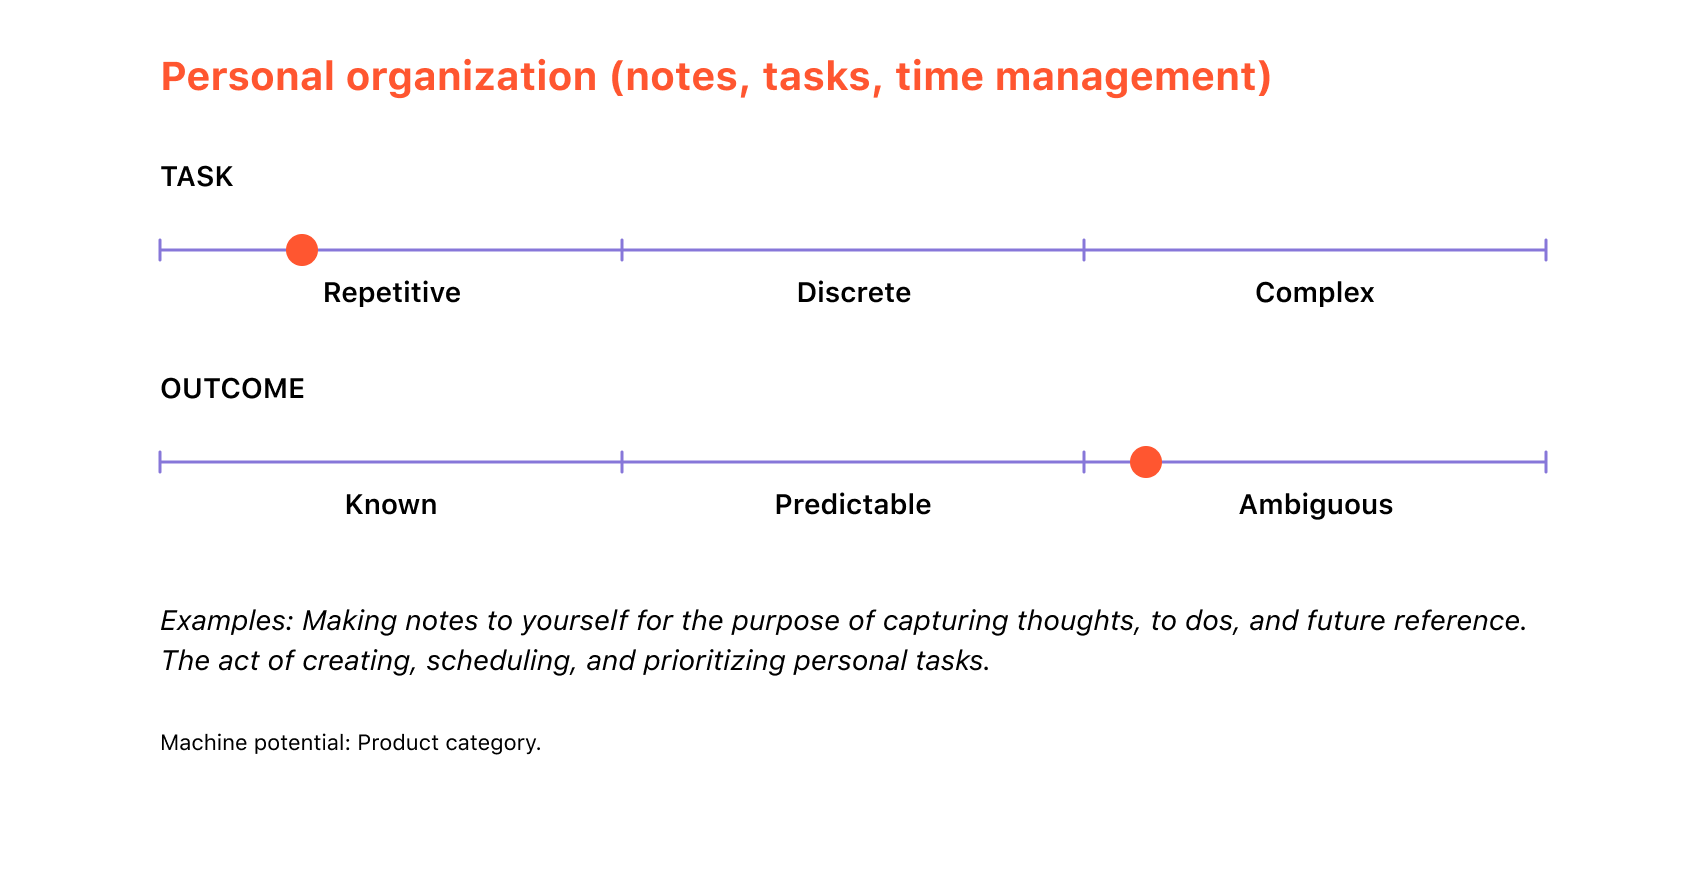 Personal organization (notes, tasks, time management)
TASK
Repetitive Discrete Complex
OUTCOME
Known Predictable Ambiguous
Examples: Making notes to yourself for the purpose of capturing thoughts, to dos, and future reference.
The act of creating, scheduling, and prioritizing personal tasks.
Machine potential: Product category.